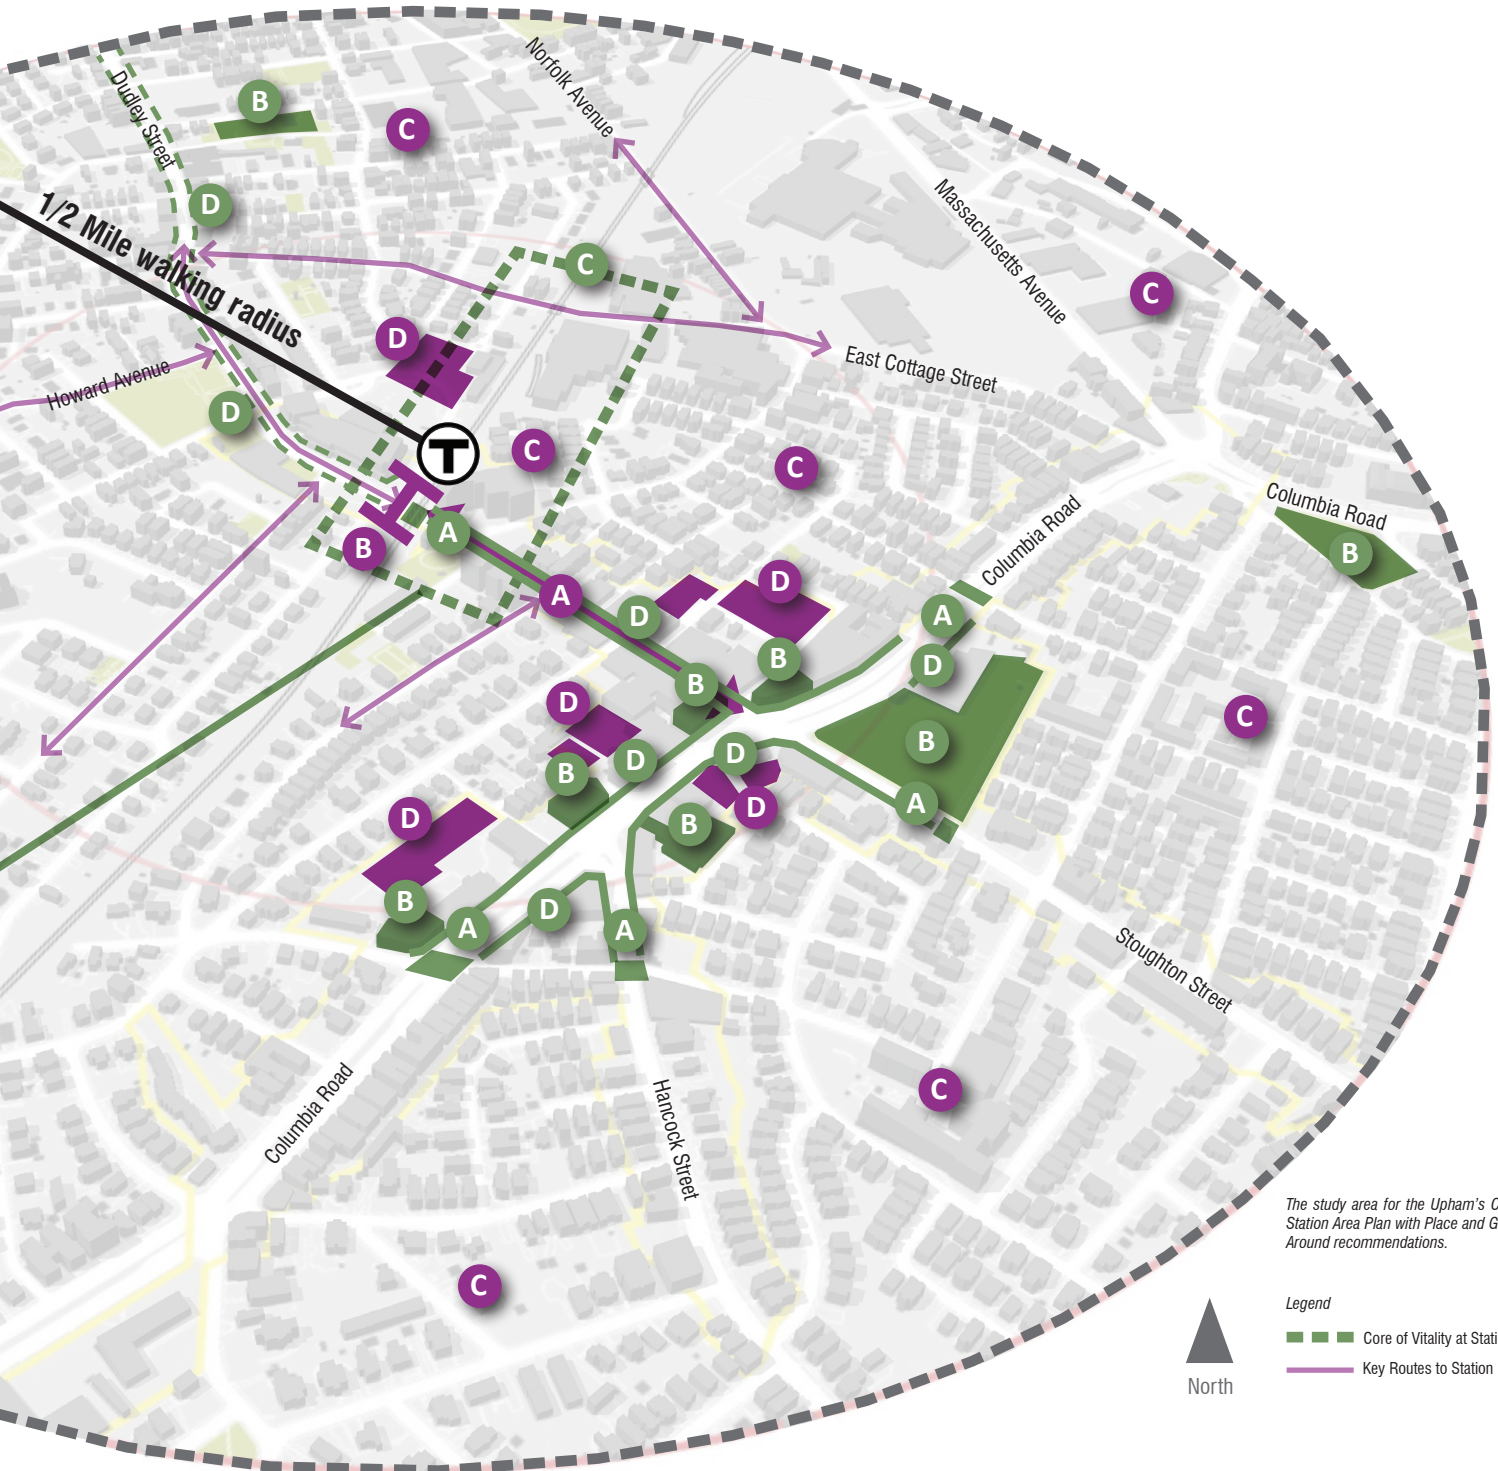 Norfolk Avenue
Dudley Street
B
C
D
Massachusetts Avenue
1/2 Mile walking radius
C
C
D
East Cottage Street
Howard Avenue
D
T
C
C
Columbia Road
Columbia Road
B
A
B
A
D
D
A
B
D
D
B
D
C
B
D
D
B
D
A
D
B
D
B
A
D
A
Stoughton Street
C
Columbia Road
Hancock Street
C
The study area for the Upham's
Station Area Plan with Place and
Around recommendations.
Legend
Core of Vitality at
Key Routes to Station
North